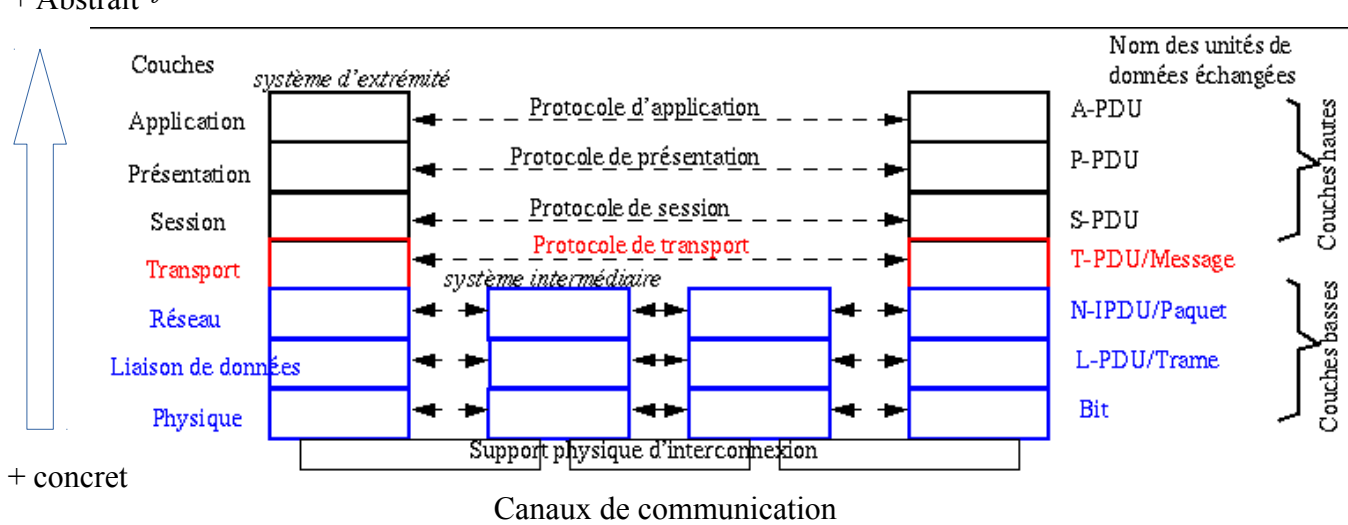 + Abstrait
Nom des unités de
données échangées
Couches
système d'extrémité
Application
Protocole d'application
A-PDU
Présentation
Protocole de présentation
P-PDU
Session
Protocole de session
S-PDU
Couches hautes
Transport
Protocole de transport
T-PDU/Message
système intermédiaire
Réseau
N-IPDU/Paquet
Liaison de données
L-PDU/Trame
Couches basses
Physique
Bit
Support physique d'interconnexion
+ concret
Canaux de communication